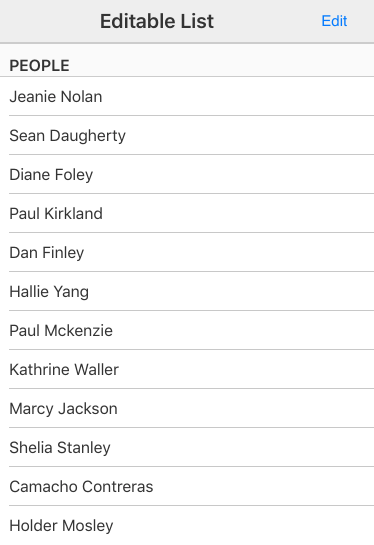 Editable List
Edit
PEOPLE
Jeanie Nolan
Sean Daugherty
Diane Foley
Paul Kirkland
Dan Finley
Hallie Yang
Paul Mckenzie
Kathrine Waller
Marcy Jackson
Shelia Stanley
Camacho Contreras
Holder Mosley